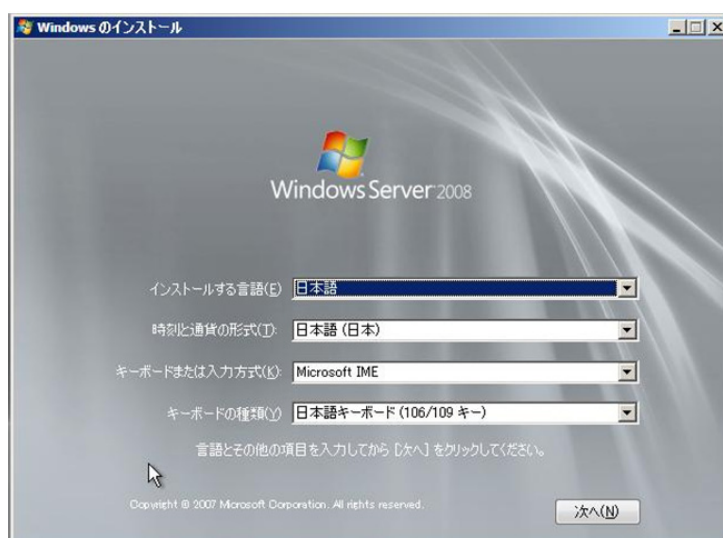 Windows のインストール
Windows Server 2008
インストールする言語(E) 日本語
時刻と通貨の形式(T): 日本語 (日本)
キーボードまたは入力方式(K): Microsoft IME
キーボードの種類(Y) 日本語キーボード (106/109 キー)
言語とその他の項目を入力してから [次へ] をクリックしてください。
Copyright © 2007 Microsoft Corporation. All rights reserved.
次へ(N)